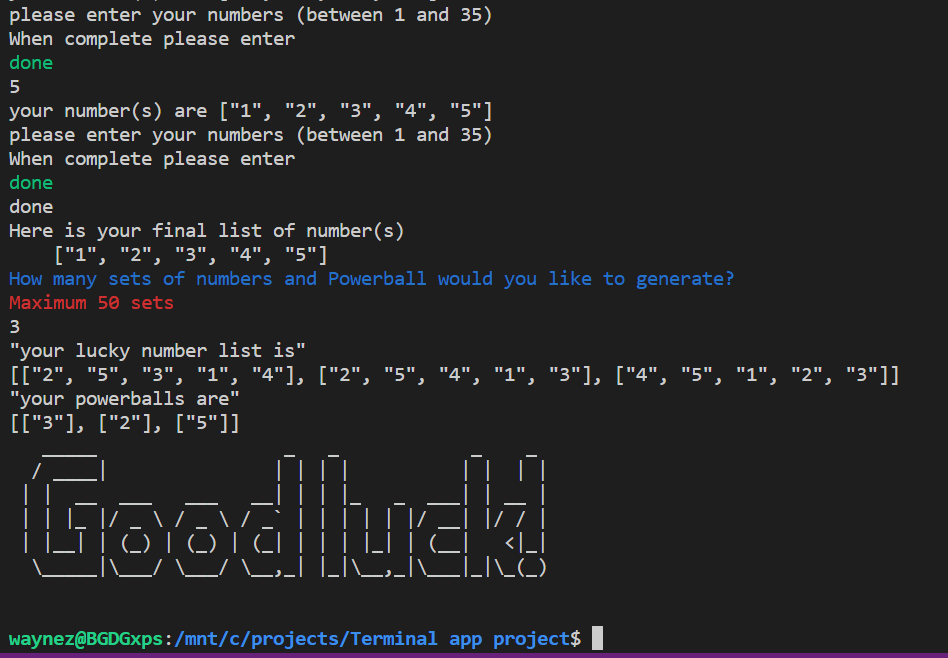 please enter your numbers (between 1 and 35)
When complete please enter
done
5
your number(s) are ["1", "2", "3", "4", "5"]
please enter your numbers (between 1 and 35)
When complete please enter
done
done
Here is your final list of number(s)
["1", "2", "3", "4", "5"]
How many sets of numbers and Powerball would you like to generate?
Maximum 50 sets
3
"your lucky number list is"
[["2", "5", "3", "1", "4"], ["2", "5", "4", "1", "3"], ["4", "5", "1", "2", "3"]]
"your powerballs are"
[["3"], ["2"], ["5"]]
Good luck!
waynez@BGDGxps:/mnt/c/projects/Terminal app project$